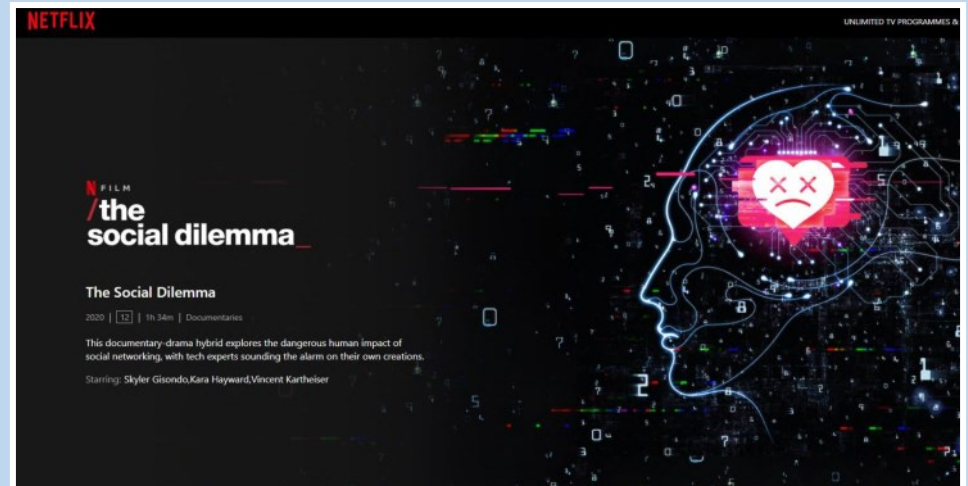 NETFLIX
UNLIMITED TV PROGRAMMES &
N FILM
/the
social dilemma_
The Social Dilemma
2020 | 12 | 1h 34m | Documentaries
This documentary-drama hybrid explores the dangerous human impact of
social networking, with tech experts sounding the alarm on their own creations.
Starring: Skyler Gisondo,Kara Hayward,Vincent Kartheiser